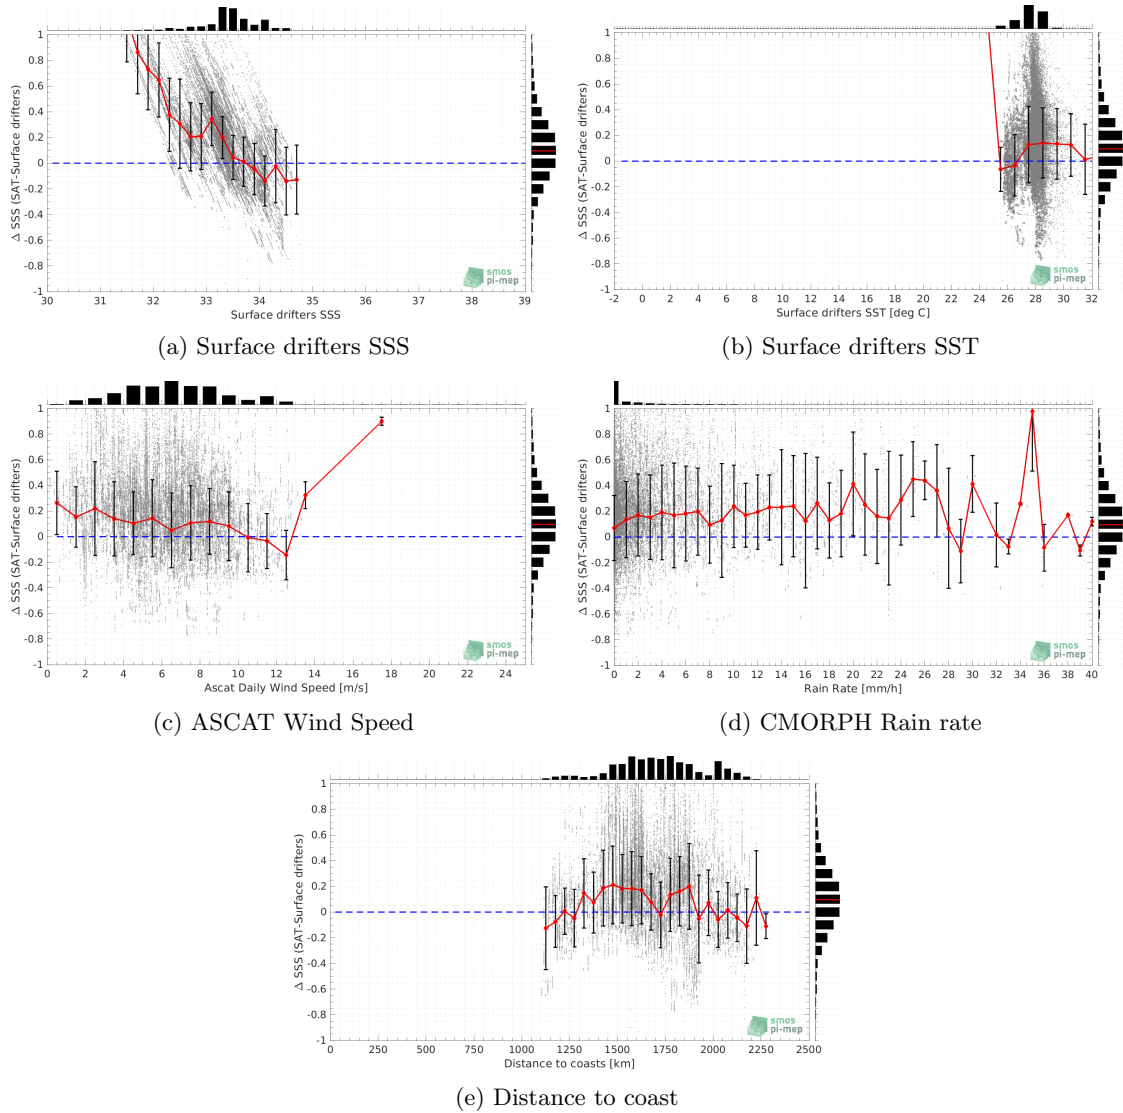 Δ SSS (SAT-Surface drifters)
1
0.8
0.6
0.4
0.2
0
-0.2
-0.4
-0.6
-0.8
-1
30 31 32 33 34 35 36 37 38 39
Surface drifters SSS
smos
pi-mep
(a) Surface drifters SSS
Δ SSS (SAT-Surface drifters)
1
0.8
0.6
0.4
0.2
0
-0.2
-0.4
-0.6
-0.8
-1
-2 0 2 4 6 8 10 12 14 16 18 20 22 24 26 28 30 32
Surface drifters SST [deg C]
smos
pi-mep
(b) Surface drifters SST
Δ SSS (SAT-Surface drifters)
1
0.8
0.6
0.4
0.2
0
-0.2
-0.4
-0.6
-0.8
-1
0 2 4 6 8 10 12 14 16 18 20 22 24
Ascat Daily Wind Speed [m/s]
smos
pi-mep
(c) ASCAT Wind Speed
Δ SSS (SAT-Surface drifters)
1
0.8
0.6
0.4
0.2
0
-0.2
-0.4
-0.6
-0.8
-1
0 2 4 6 8 10 12 14 16 18 20 22 24 26 28 30 32 34 36 38 40
Rain Rate [mm/h]
smos
pi-mep
(d) CMORPH Rain rate
Δ SSS (SAT-Surface drifters)
1
0.8
0.6
0.4
0.2
0
-0.2
-0.4
-0.6
-0.8
-1
0 250 500 750 1000 1250 1500 1750 2000 2250 2500
Distance to coasts [km]
smos
pi-mep
(e) Distance to coast